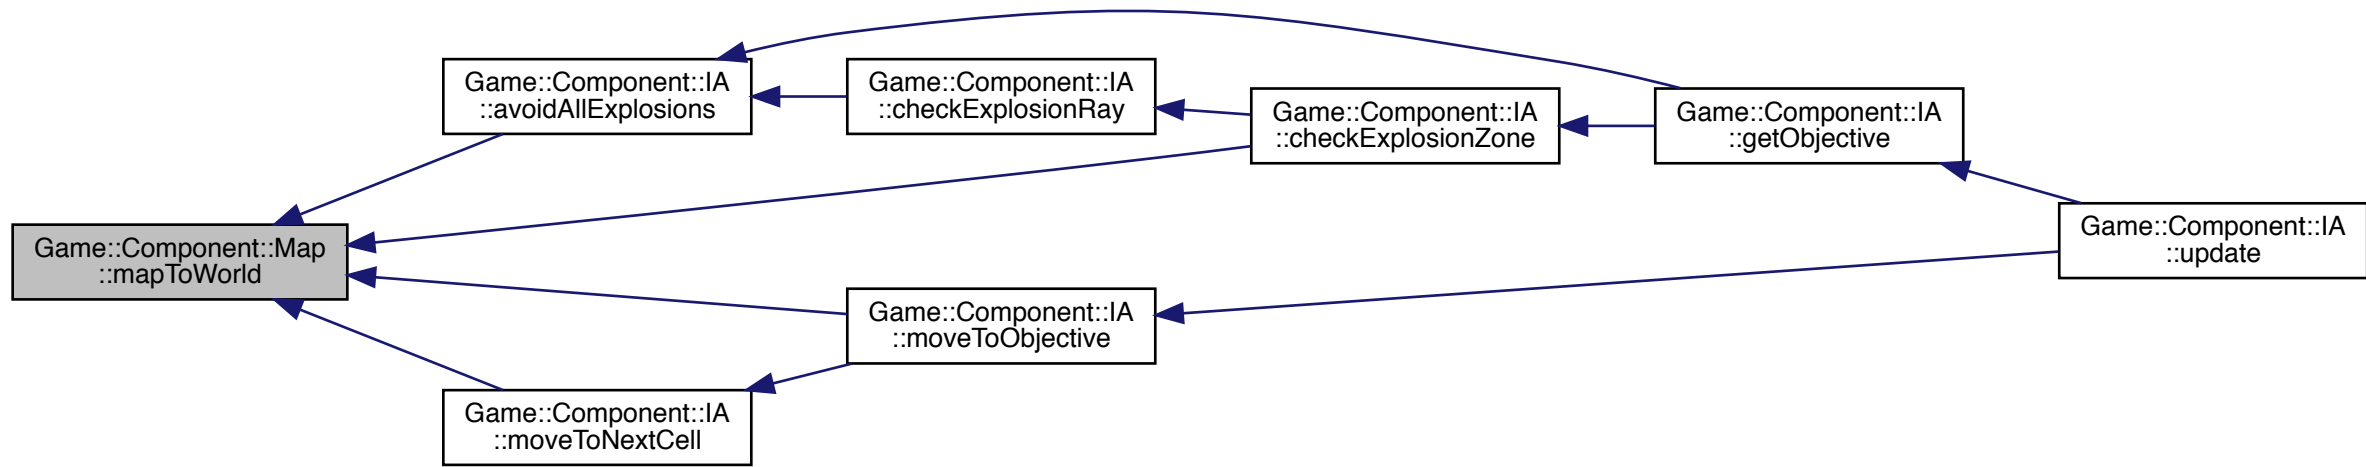 Game::Component::IA
::avoidAllExplosions
Game::Component::IA
::checkExplosionRay
Game::Component::IA
::checkExplosionZone
Game::Component::IA
::getObjective
Game::Component::Map
::mapToWorld
Game::Component::IA
::update
Game::Component::IA
::moveToObjective
Game::Component::IA
::moveToNextCell